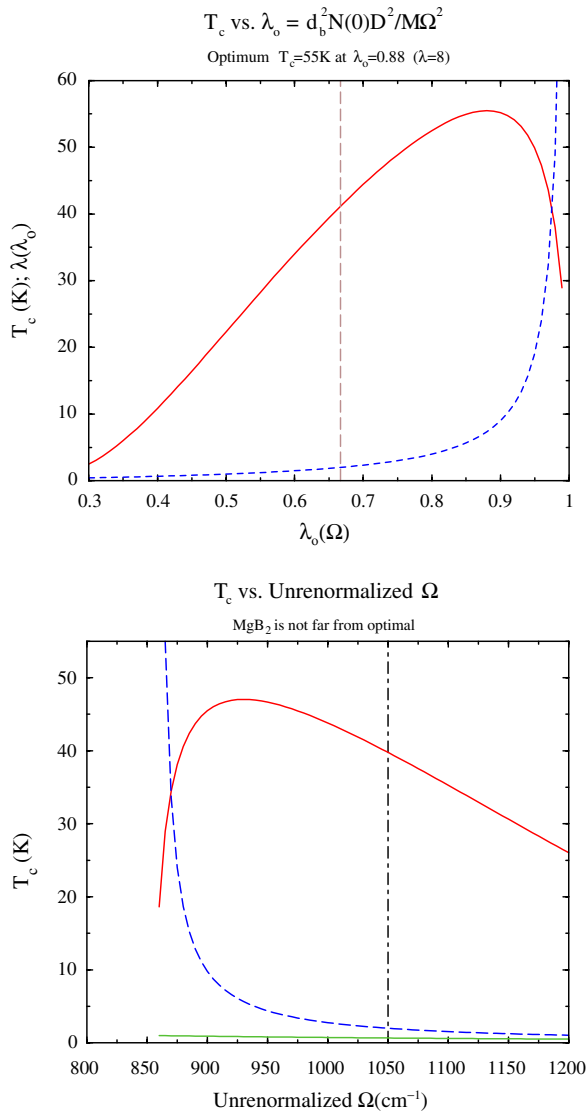 T_c vs. λ_o = d_b^2N(0)D^2/MΩ^2
Optimum T_c=55K at λ_o=0.88 (λ=8)
60
50
40
30
20
10
0
T_c (K); λ(λ_o)
0.3 0.4 0.5 0.6 0.7 0.8 0.9 1
λ_o(Ω)
T_c vs. Unrenormalized Ω
MgB_2 is not far from optimal
50
40
30
20
10
0
T_c (K)
800 850 900 950 1000 1050 1100 1150 1200
Unrenormalized Ω(cm^−1)